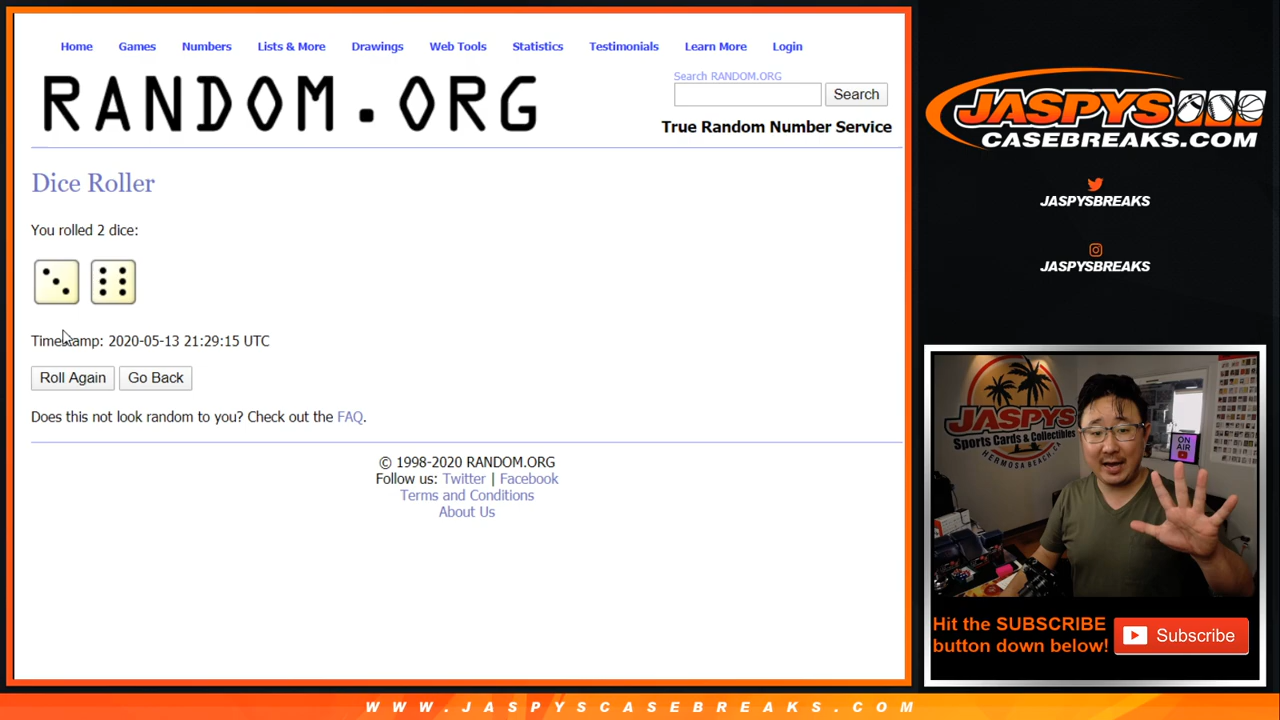 Home Games Numbers Lists & More Drawings Web Tools Statistics Testimonials Learn More Login
RANDOM.ORG
Search RANDOM.ORG
Search
True Random Number Service
Dice Roller
You rolled 2 dice:
Timestamp: 2020-05-13 21:29:15 UTC
Roll Again Go Back
Does this not look random to you? Check out the FAQ.
© 1998-2020 RANDOM.ORG
Follow us: Twitter | Facebook
Terms and Conditions
About Us
JASPYS
CASEBREAKS.COM
JASPYSBREAKS
JASPYSBREAKS
JASPYS
Sports Cards & Collectibles
HERMOSA BEACH, CA
ON
AIR
Hit the SUBSCRIBE
button down below!
Subscribe
WWW.JASPYSCASEBREAKS.COM